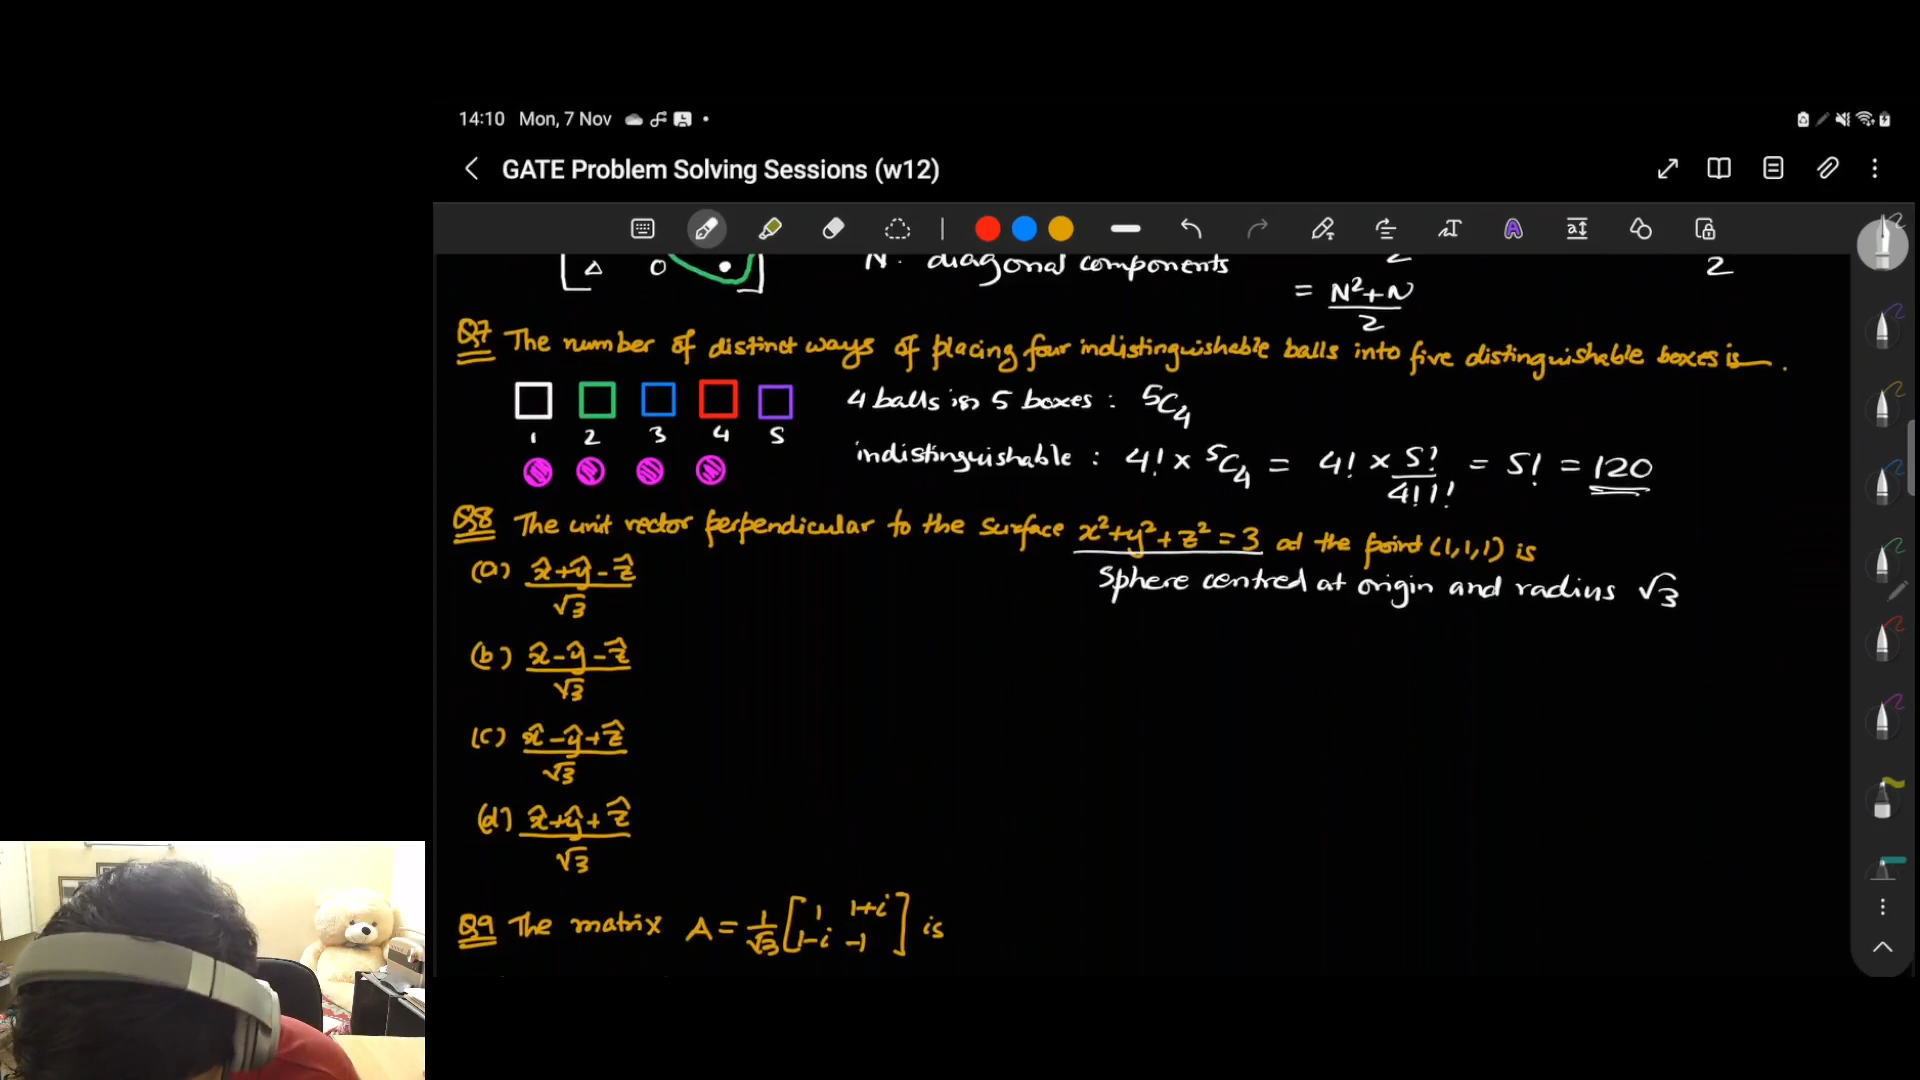 14:10 Mon, 7 Nov
GATE Problem Solving Sessions (w12)
N: diagonal components
2
2
= N²+N
2
Q7 The number of distinct ways of placing four indistinguishable balls into five distinguishable boxes is .
4 balls in 5 boxes : ⁵C₄
1 2 3 4 5
indistinguishable : 4! × ⁵C₄ = 4! × 5!/4!1! = 5! = 120
Q8 The unit vector perpendicular to the surface x²+y²+z² = 3 at the point (1,1,1) is
Sphere centred at origin and radius √3
(a) x̂+ŷ-ẑ
√3
(b) x̂-ŷ-ẑ
√3
(c) x̂-ŷ+ẑ
√3
(d) x̂+ŷ+ẑ
√3
Q9 The matrix A = 1/√3 [1 1+i
1-i -1] is